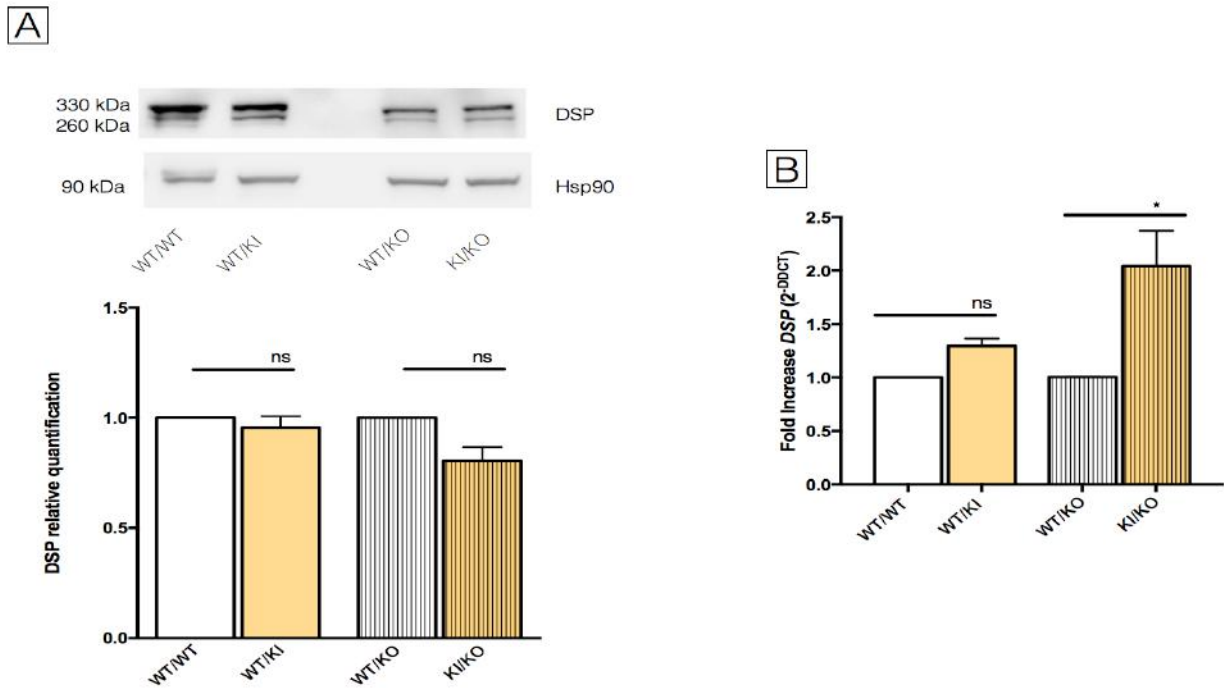 A
330 kDa
260 kDa
DSP
90 kDa
Hsp90
WT/WT
WT/KI
WT/KO
KI/KO
DSP relative quantification
1.5
1.0
0.5
0.0
ns
ns
WT/WT
WT/KI
WT/KO
KI/KO
B
Fold Increase DSP (2-DDCT)
2.5
2.0
1.5
1.0
0.5
0.0
ns
*
WT/WT
WT/KI
WT/KO
KI/KO